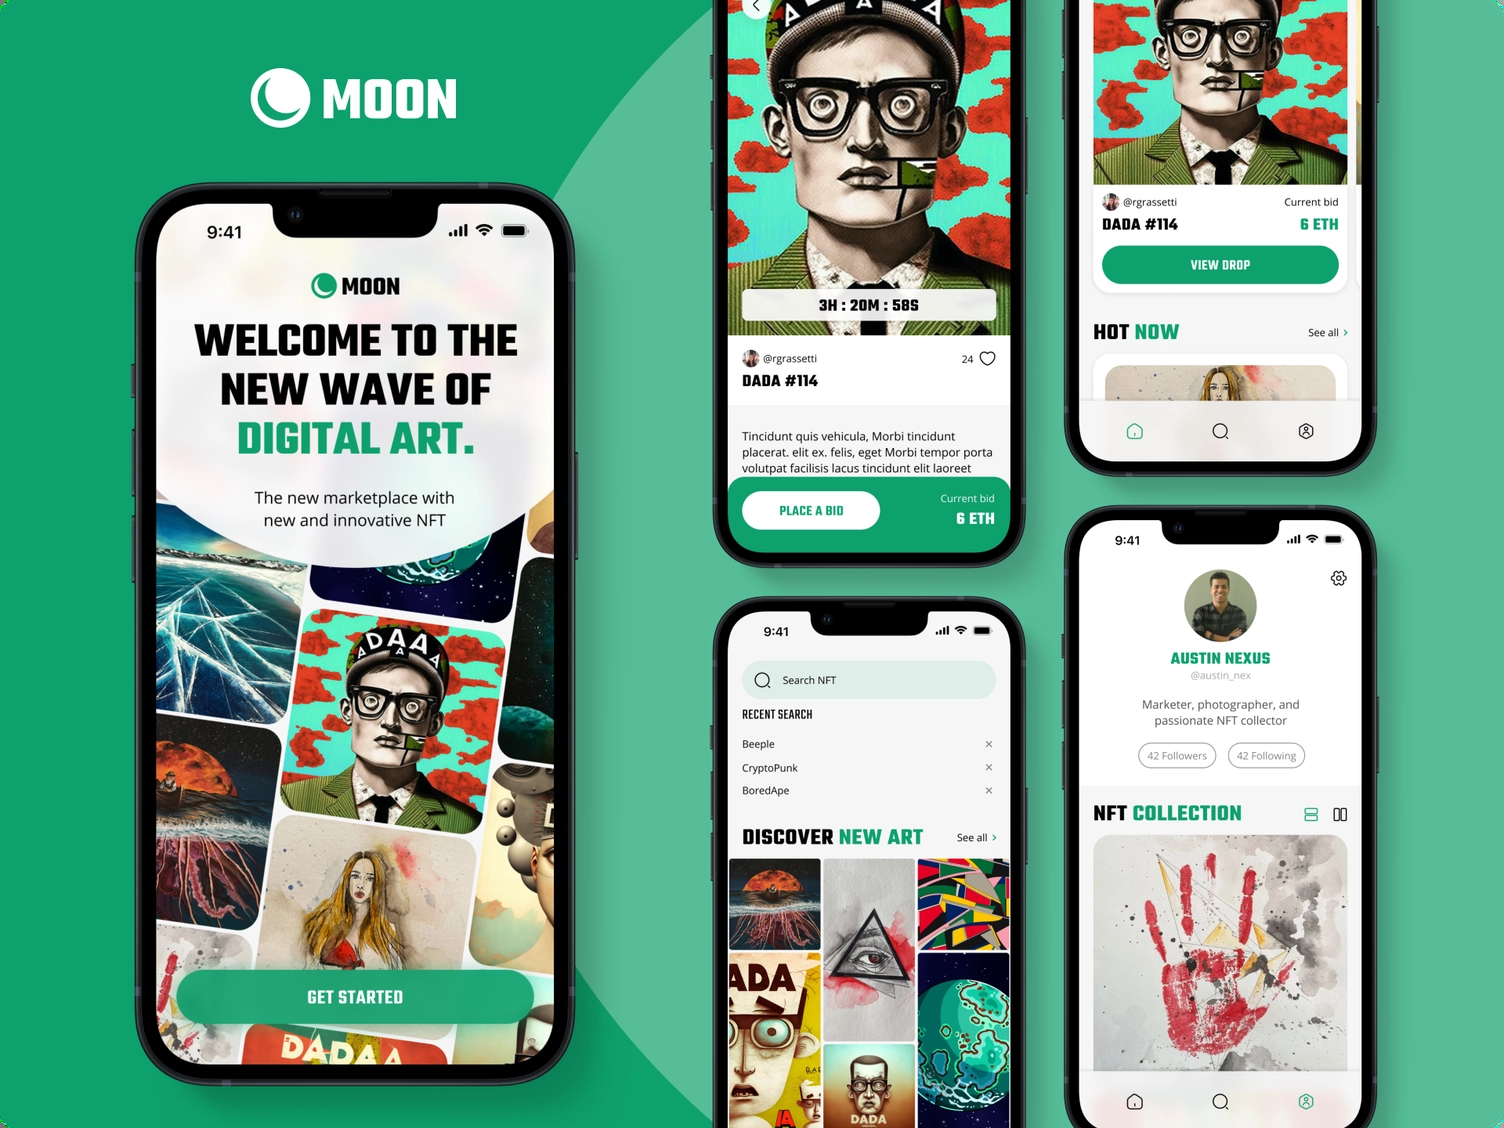 MOON
9:41
MOON
WELCOME TO THE
NEW WAVE OF
DIGITAL ART.
The new marketplace with
new and innovative NFT
DADAA
A A A
DADAA
GET STARTED
3H : 20M : 58S
@rgrassetti
24
DADA #114
Tincidunt quis vehicula, Morbi tincidunt
placerat. elit ex. felis, eget Morbi tempor porta
volutpat facilisis lacus tincidunt elit laoreet
PLACE A BID
Current bid
6 ETH
@rgrassetti
Current bid
DADA #114
6 ETH
VIEW DROP
HOT NOW
See all
9:41
Search NFT
RECENT SEARCH
Beeple
CryptoPunk
BoredApe
DISCOVER NEW ART
See all
ADA
DADA
9:41
AUSTIN NEXUS
@austin_nex
Marketer, photographer, and
passionate NFT collector
42 Followers
42 Following
NFT COLLECTION